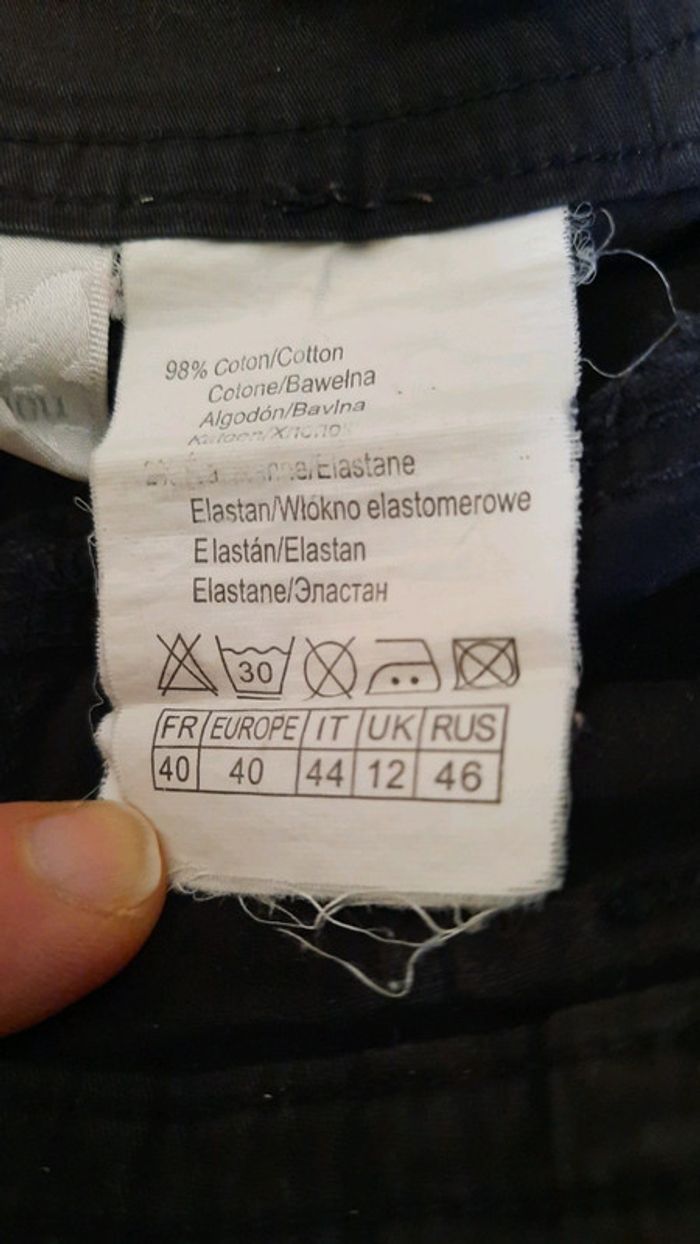 98% Coton/Cotton
Cotone/Bawełna
Algodón/Bavlna
Elastane
Elastan/Włókno elastomerowe
Elastán/Elastan
Elastane/Эластан
30
FR EUROPE IT UK RUS
40 40 44 12 46